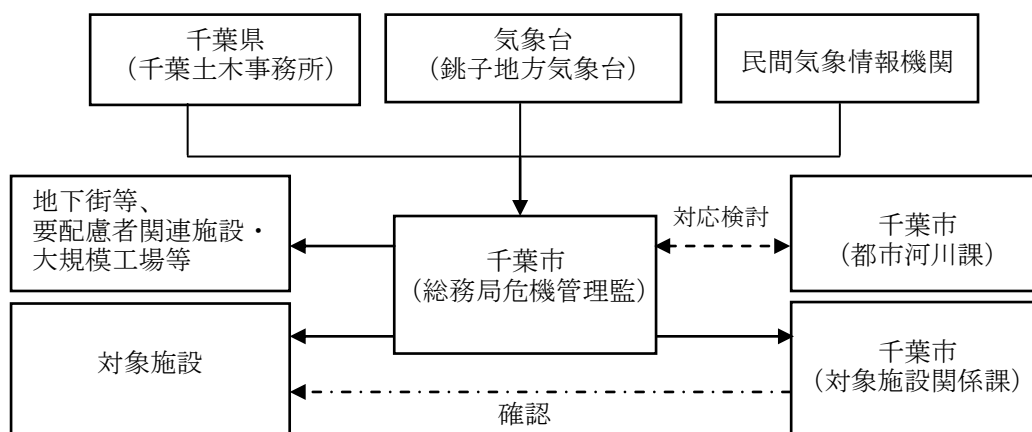 千葉県
（千葉土木事務所）
気象台
（銚子地方気象台）
民間気象情報機関
地下街等、
要配慮者関連施設・
大規模工場等
千葉市
（総務局危機管理監）
対応検討
千葉市
（都市河川課）
対象施設
千葉市
（対象施設関係課）
確認